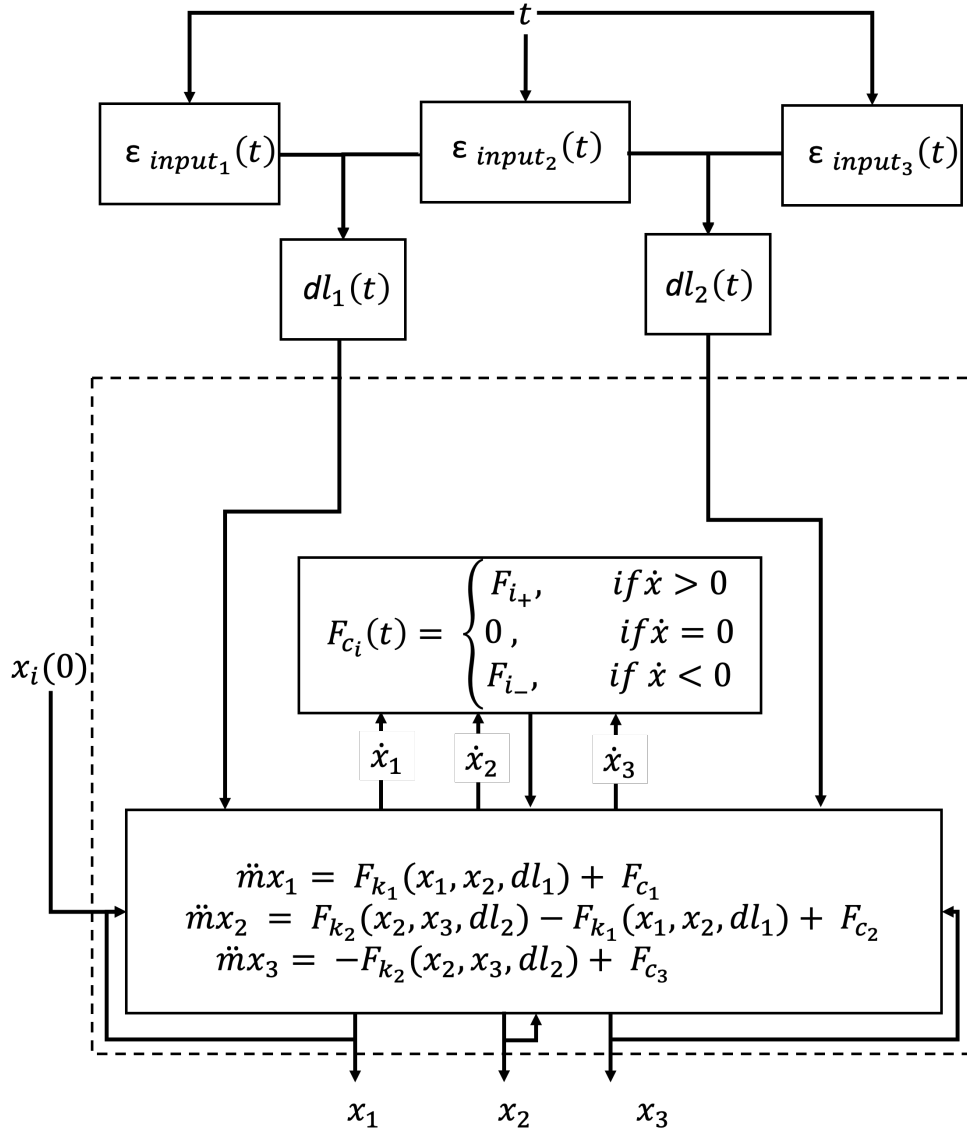 t
ε input₁(t)
ε input₂(t)
ε input₃(t)
dl₁(t)
dl₂(t)
F_{c_i}(t) = { F_{i₊}, if ẋ > 0
0 , if ẋ = 0
F_{i₋}, if ẋ < 0
x_i(0)
ẋ₁
ẋ₂
ẋ₃
m̈x₁ = F_{k₁}(x₁, x₂, dl₁) + F_{c₁}
m̈x₂ = F_{k₂}(x₂, x₃, dl₂) − F_{k₁}(x₁, x₂, dl₁) + F_{c₂}
m̈x₃ = −F_{k₂}(x₂, x₃, dl₂) + F_{c₃}
x₁
x₂
x₃